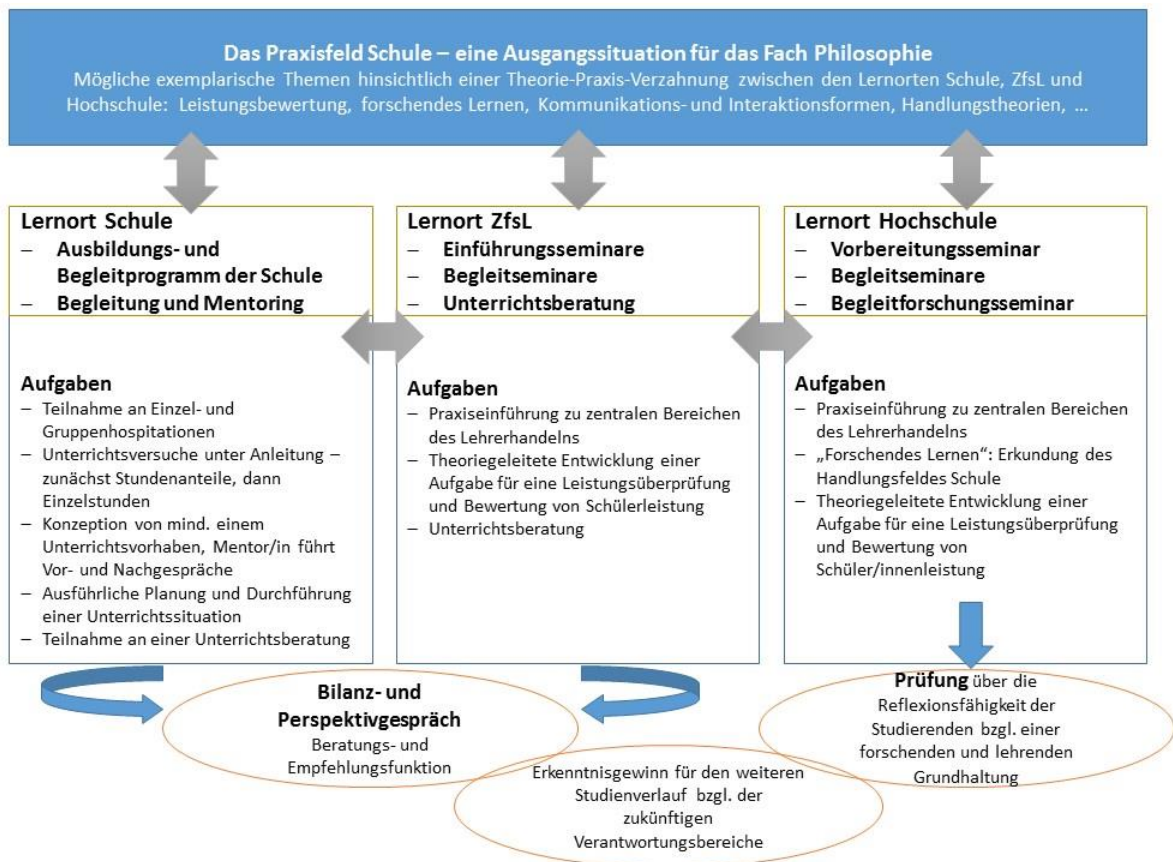 Das Praxisfeld Schule – eine Ausgangssituation für das Fach Philosophie
Mögliche exemplarische Themen hinsichtlich einer Theorie-Praxis-Verzahnung zwischen den Lernorten Schule, ZfsL und
Hochschule: Leistungsbewertung, forschendes Lernen, Kommunikations- und Interaktionsformen, Handlungstheorien, …
Lernort Schule
– Ausbildungs- und
Begleitprogramm der Schule
– Begleitung und Mentoring
Aufgaben
– Teilnahme an Einzel- und
Gruppenhospitationen
– Unterrichtsversuche unter Anleitung –
zunächst Stundenanteile, dann
Einzelstunden
– Konzeption von mind. einem
Unterrichtsvorhaben, Mentor/in führt
Vor- und Nachgespräche
– Ausführliche Planung und Durchführung
einer Unterrichtssituation
– Teilnahme an einer Unterrichtsberatung
Lernort ZfsL
– Einführungsseminare
– Begleitseminare
– Unterrichtsberatung
Aufgaben
– Praxiseinführung zu zentralen Bereichen
des Lehrerhandelns
– Theoriegeleitete Entwicklung einer
Aufgabe für eine Leistungsüberprüfung
und Bewertung von Schülerleistung
– Unterrichtsberatung
Lernort Hochschule
– Vorbereitungsseminar
– Begleitseminare
– Begleitforschungsseminar
Aufgaben
– Praxiseinführung zu zentralen Bereichen
des Lehrerhandelns
– „Forschendes Lernen“: Erkundung des
Handlungsfeldes Schule
– Theoriegeleitete Entwicklung einer
Aufgabe für eine Leistungsüberprüfung
und Bewertung von
Schüler/innenleistung
Bilanz- und
Perspektivgespräch
Beratungs- und
Empfehlungsfunktion
Erkenntnisgewinn für den weiteren
Studienverlauf bzgl. der
zukünftigen
Verantwortungsbereiche
Prüfung über die
Reflexionsfähigkeit der
Studierenden bzgl. einer
forschenden und lehrenden
Grundhaltung